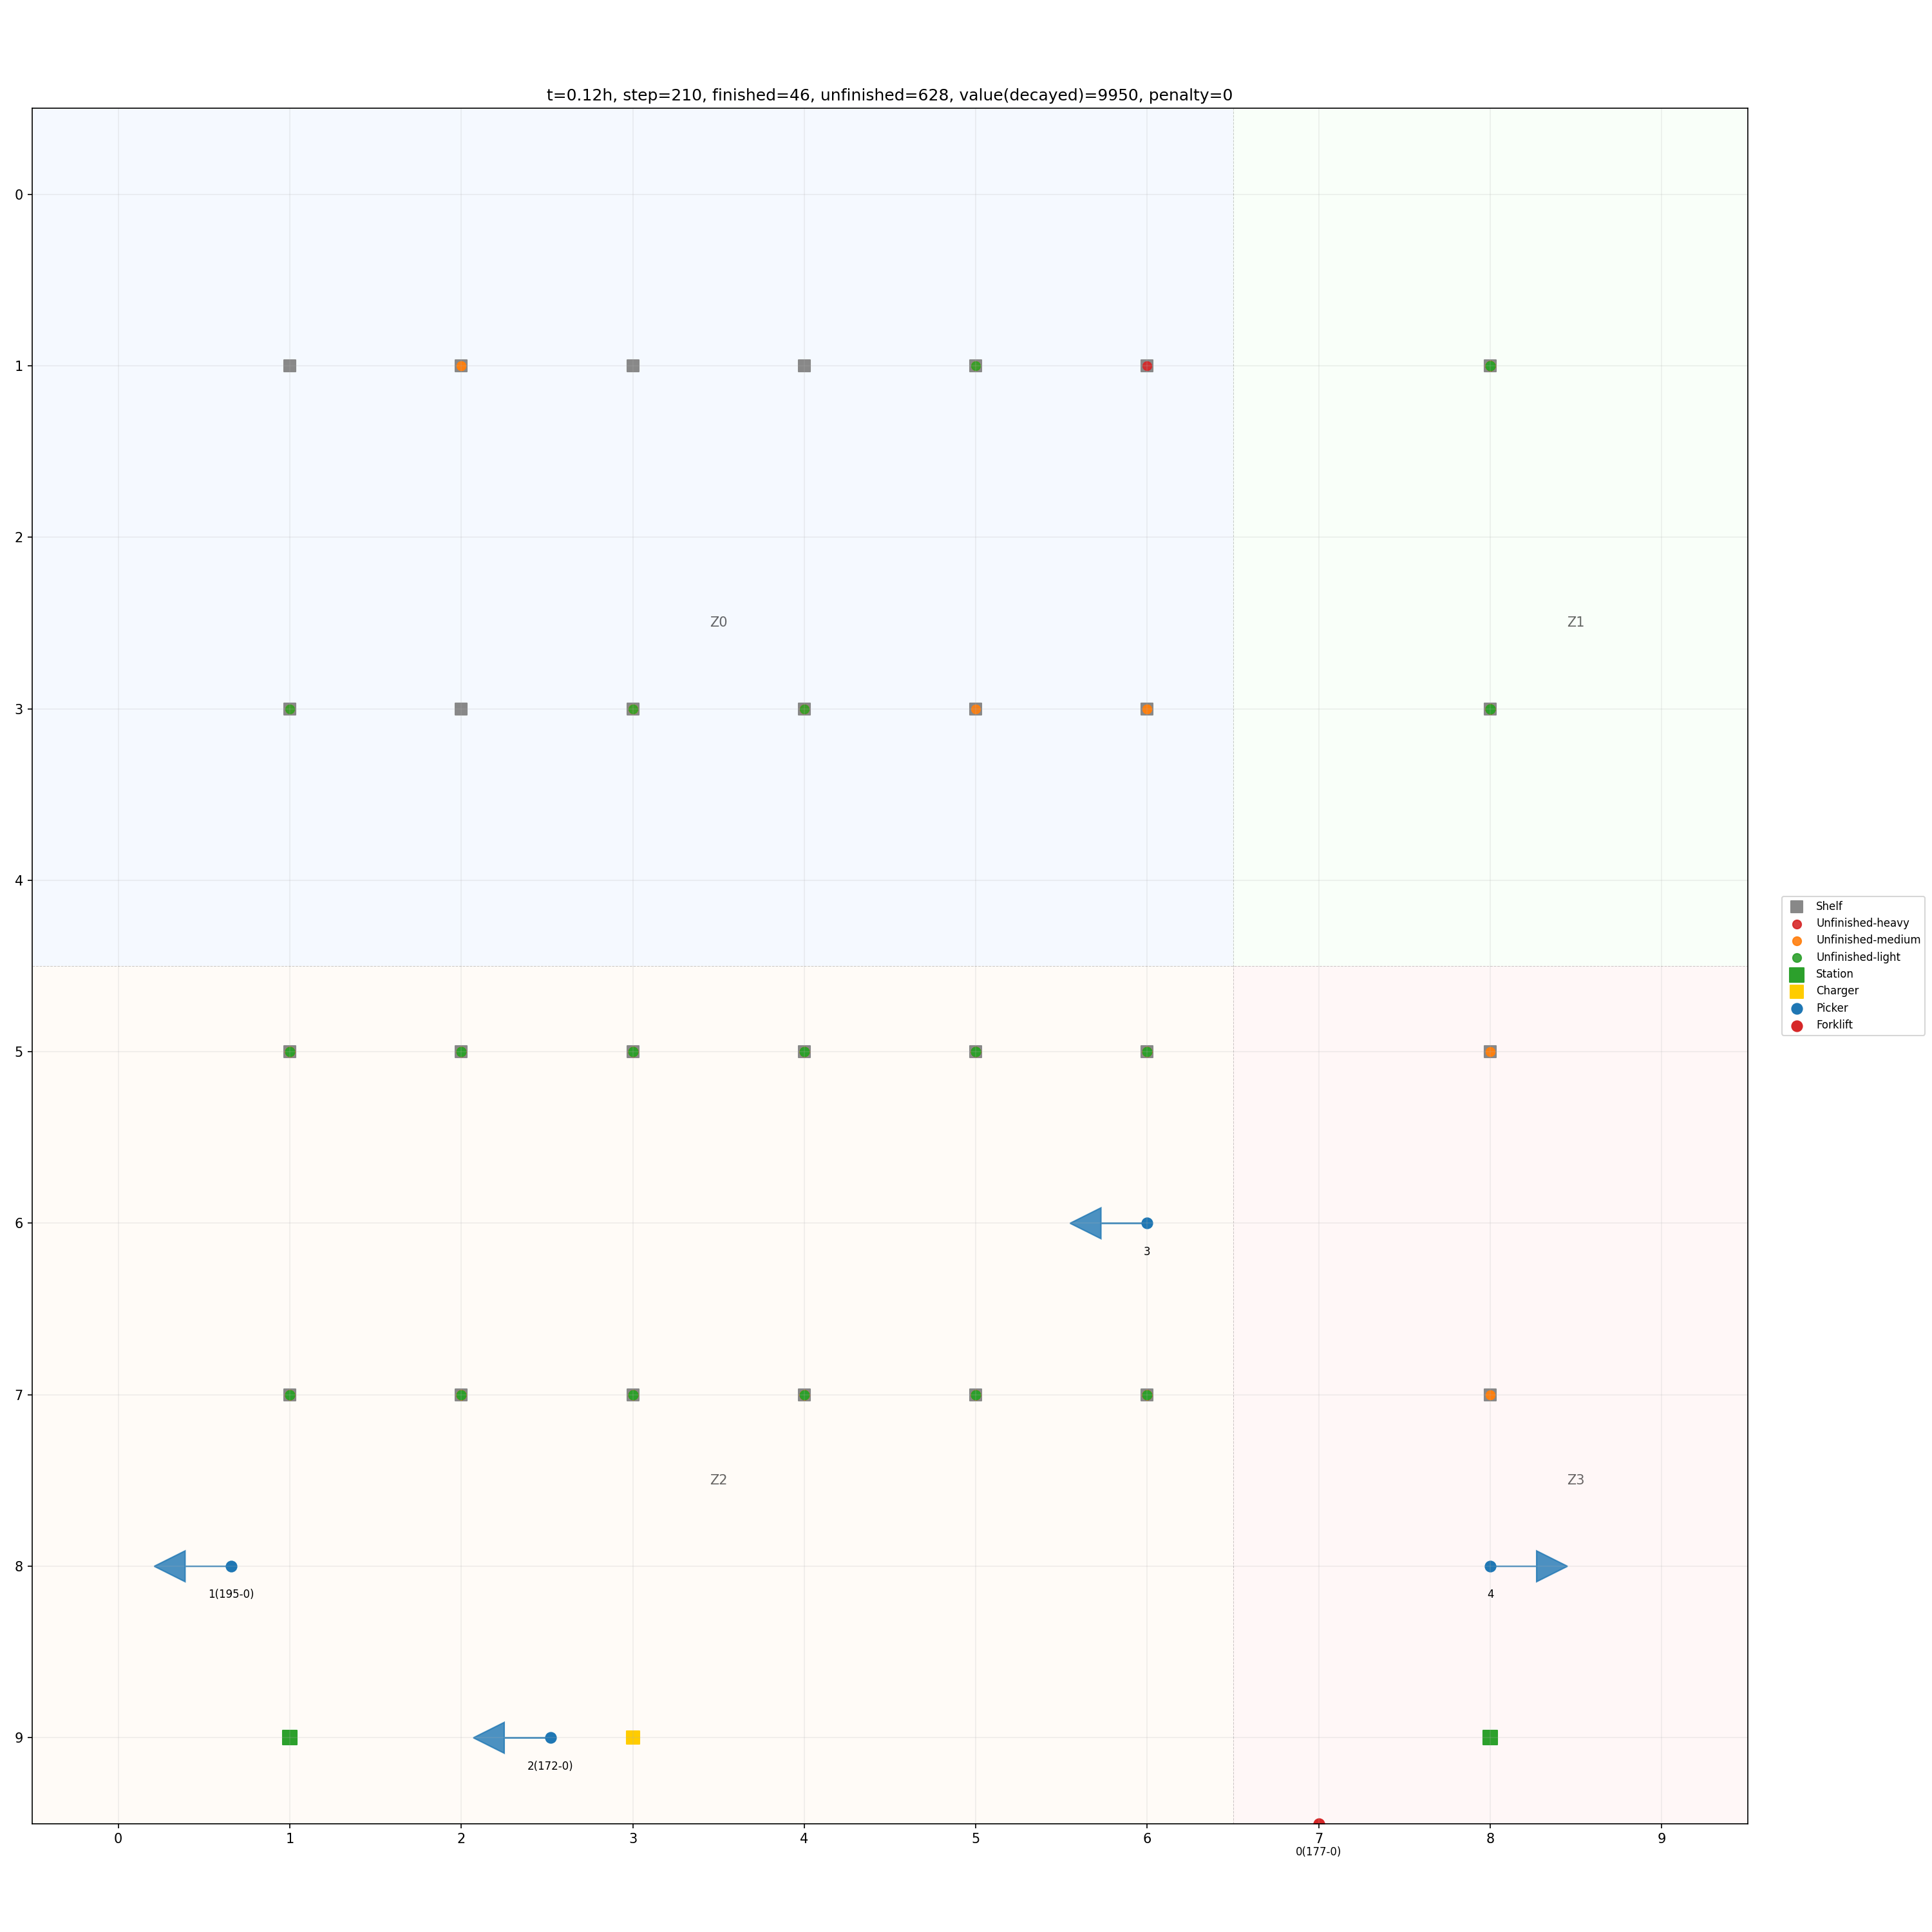 t=0.12h, step=210, finished=46, unfinished=628, value(decayed)=9950, penalty=0
0
1
2
Z0
Z1
3
4
Shelf
Unfinished-heavy
Unfinished-medium
Unfinished-light
Station
Charger
Picker
Forklift
5
6
3
7
Z2
Z3
8
1(195-0)
4
9
2(172-0)
0 1 2 3 4 5 6 7 8 9
0(177-0)